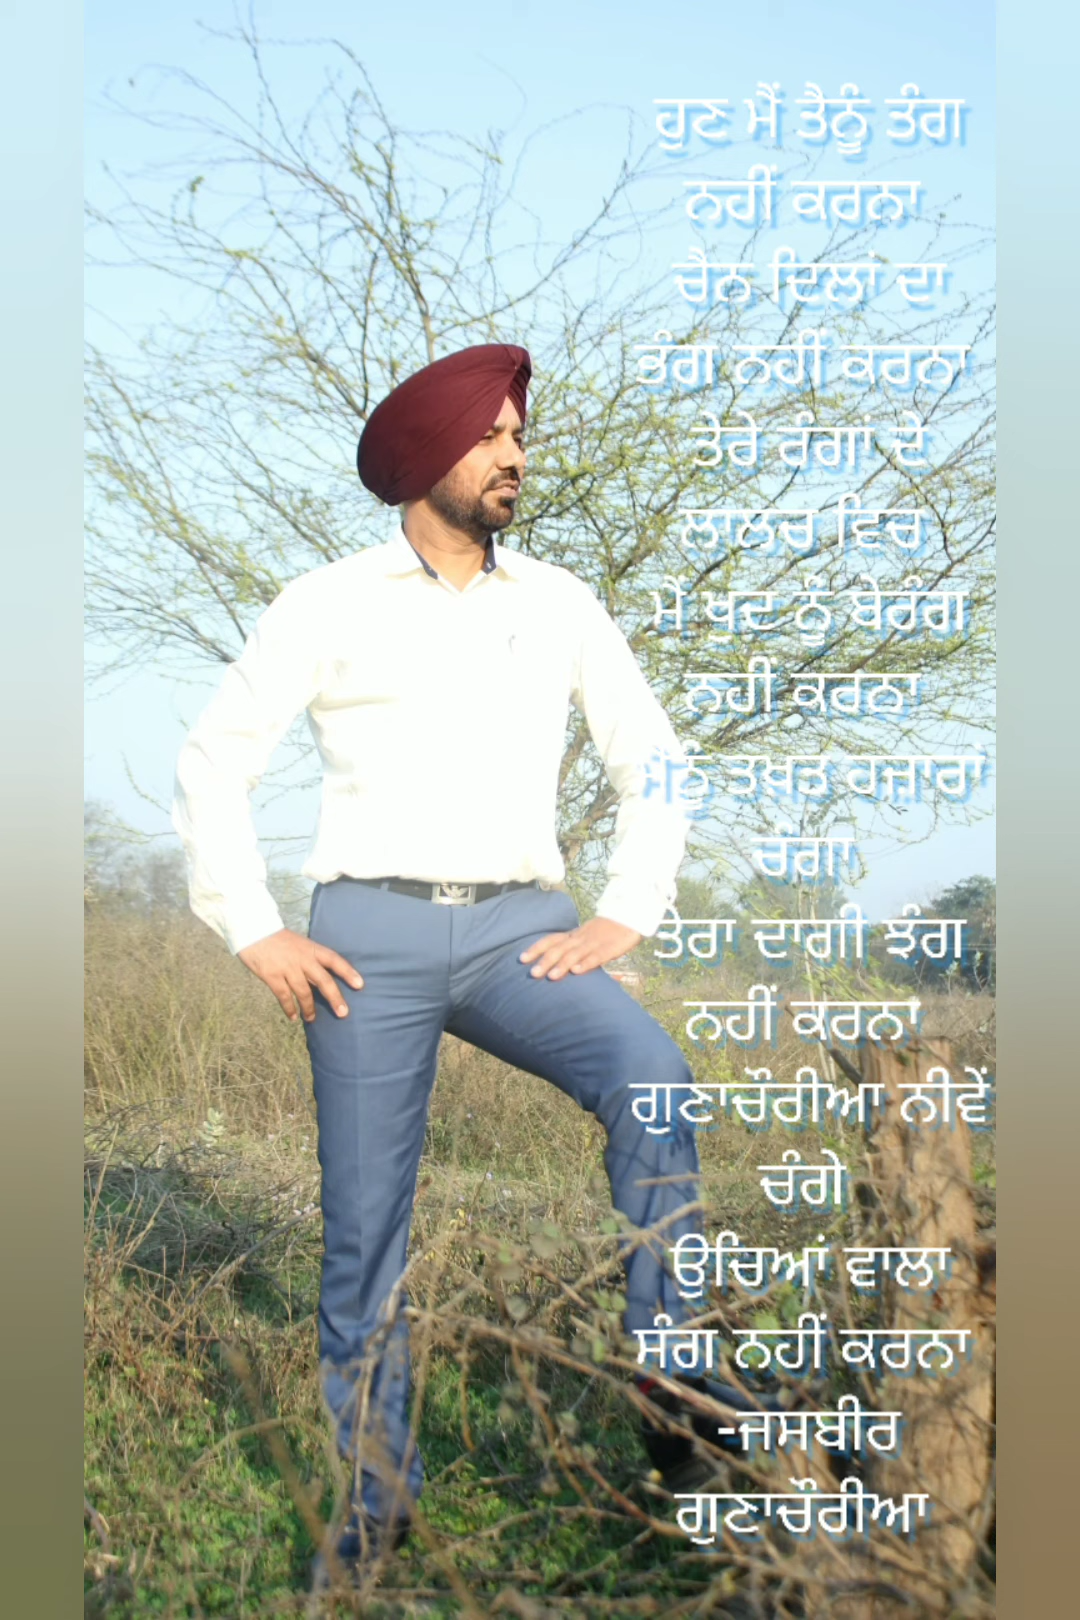 ਹੁਣ ਮੈਂ ਤੈਨੂੰ ਤੰਗ
ਨਹੀਂ ਕਰਨਾ
ਚੈਨ ਦਿਲਾਂ ਦਾ
ਭੰਗ ਨਹੀਂ ਕਰਨਾ
ਤੇਰੇ ਰੰਗਾਂ ਦੇ
ਲਾਲਚ ਵਿਚ
ਮੈਂ ਖੁਦ ਨੂੰ ਬੇਰੰਗ
ਨਹੀਂ ਕਰਨਾ
ਮੈਨੂੰ ਤਖ਼ਤ ਹਜ਼ਾਰਾਂ
ਚੰਗਾ
ਤੇਰਾ ਦਾਗੀ ਝੰਗ
ਨਹੀਂ ਕਰਨਾ
ਗੁਣਾਚੌਰੀਆ ਨੀਵੇਂ
ਚੰਗੇ
ਉਚਿਆਂ ਵਾਲਾ
ਸੰਗ ਨਹੀਂ ਕਰਨਾ
-ਜਸਬੀਰ
ਗੁਣਾਚੌਰੀਆ